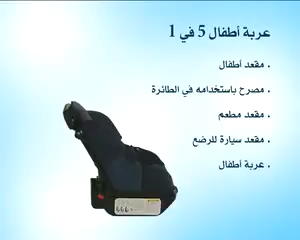 عربة أطفال 5 في 1
. مقعد أطفال
. مصرح باستخدامه في الطائرة
. مقعد مطعم
. مقعد سيارة للرضع
. عربة أطفال